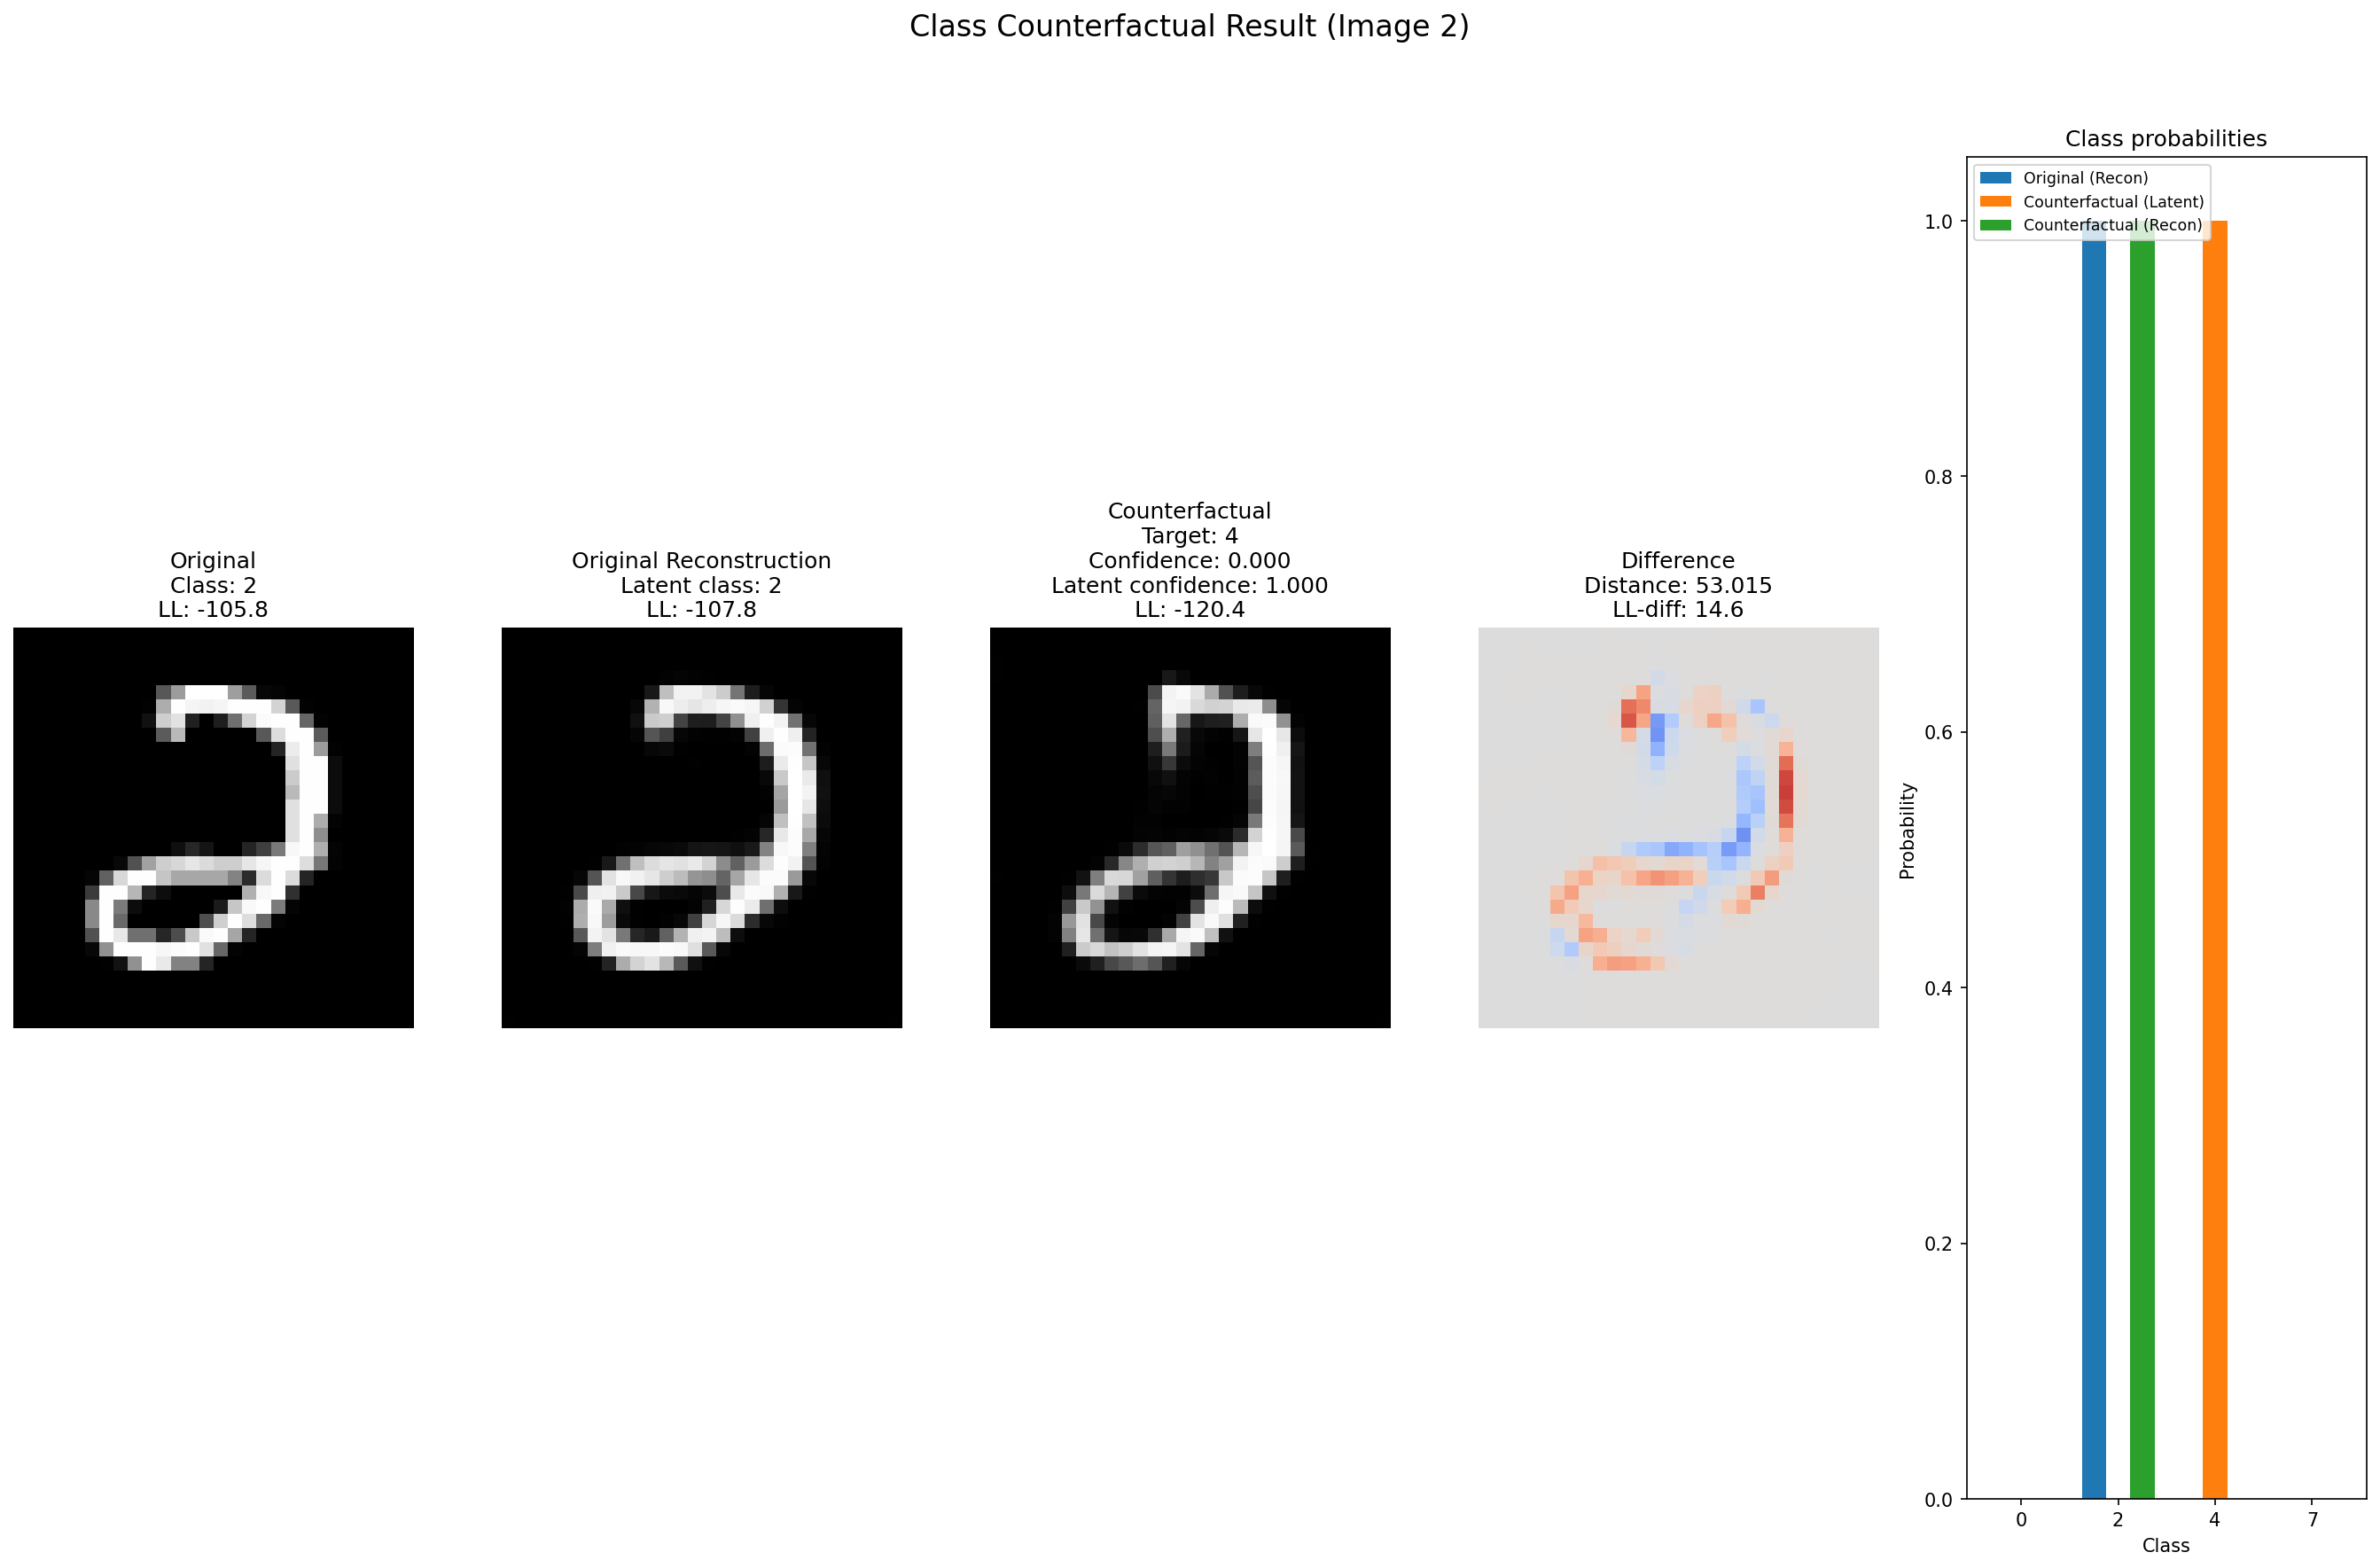 Class Counterfactual Result (Image 2)
Original
Class: 2
LL: -105.8
Original Reconstruction
Latent class: 2
LL: -107.8
Counterfactual
Target: 4
Confidence: 0.000
Latent confidence: 1.000
LL: -120.4
Difference
Distance: 53.015
LL-diff: 14.6
Class probabilities
Original (Recon)
Counterfactual (Latent)
Counterfactual (Recon)
1.0
0.8
0.6
0.4
0.2
0.0
Probability
0 2 4 7
Class